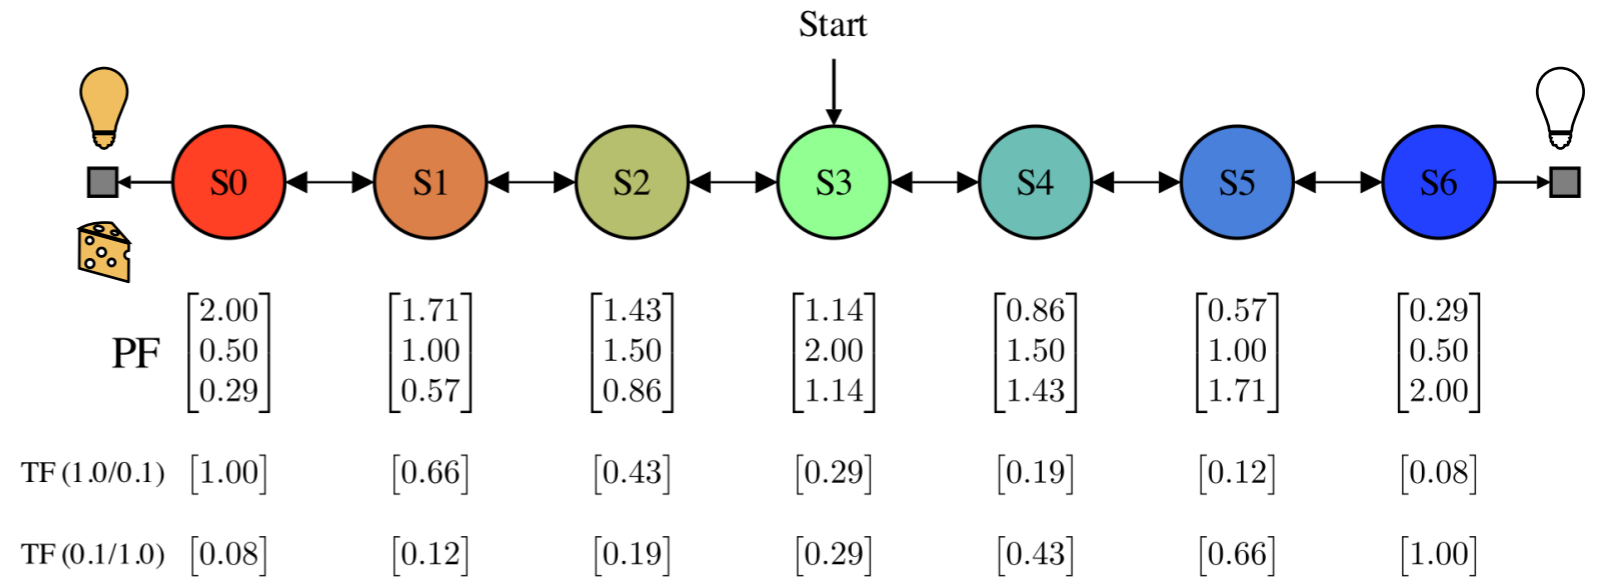 Start
S0 S1 S2 S3 S4 S5 S6
2.00 1.71 1.43 1.14 0.86 0.57 0.29
PF 0.50 1.00 1.50 2.00 1.50 1.00 0.50
0.29 0.57 0.86 1.14 1.43 1.71 2.00
TF (1.0/0.1) [1.00] [0.66] [0.43] [0.29] [0.19] [0.12] [0.08]
TF (0.1/1.0) [0.08] [0.12] [0.19] [0.29] [0.43] [0.66] [1.00]